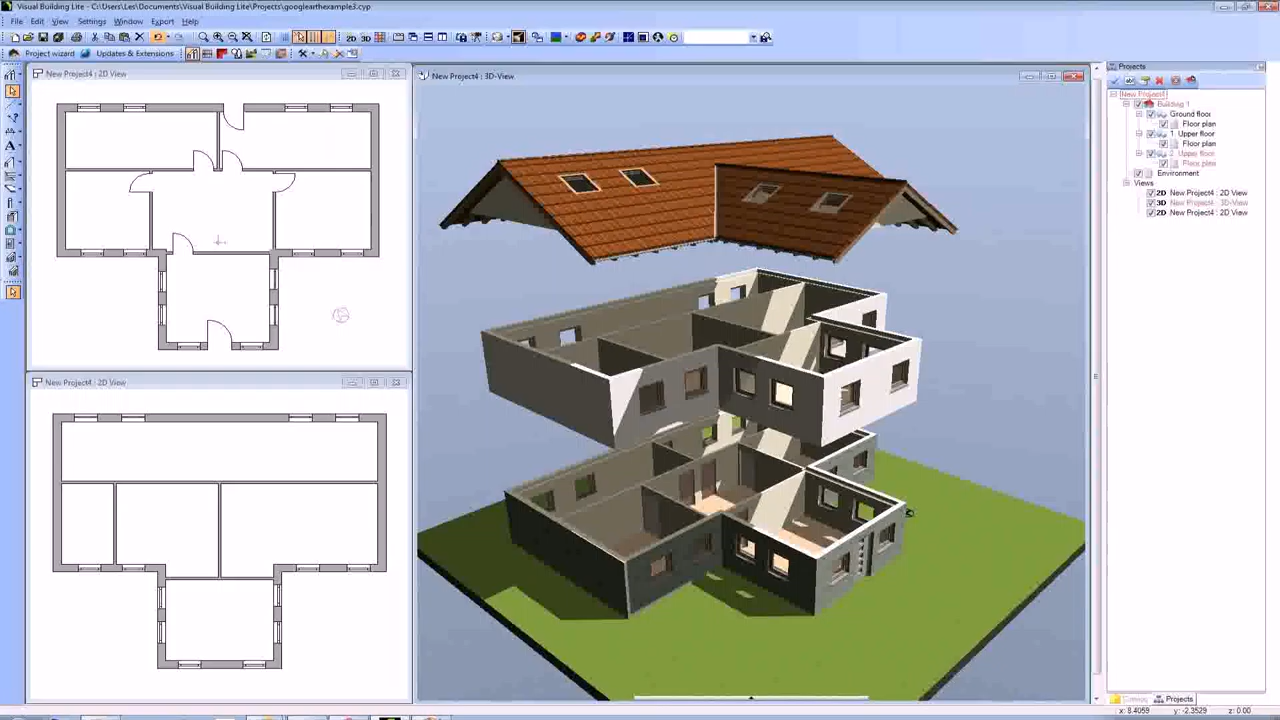 Visual Building Lite - C:\Users\Les\Documents\Visual Building Lite\Projects\googlearthexample3.cyp
File Edit View Settings Window Export Help
2D 3D
Project wizard Updates & Extensions
New Project4 : 2D View
New Project4 : 3D-View
New Project4 : 2D View
Projects
New Project4
Building 1
Ground floor
Floor plan
1. Upper floor
Floor plan
2. Upper floor
Floor plan
Environment
Views
2D New Project4 : 2D View
3D New Project4 : 3D-View
2D New Project4 : 2D View
Projects
x: 8.4059 y: -2.3529 z: 0.00